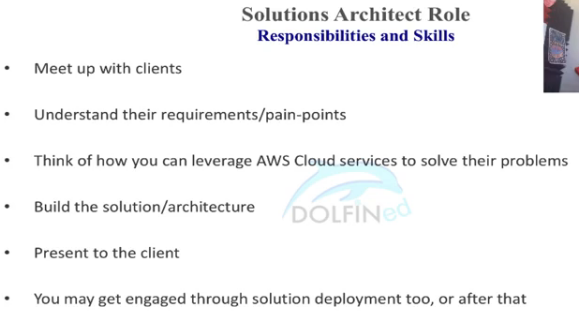 Solutions Architect Role
Responsibilities and Skills
• Meet up with clients
• Understand their requirements/pain-points
• Think of how you can leverage AWS Cloud services to solve their problems
• Build the solution/architecture
DOLFINed
• Present to the client
• You may get engaged through solution deployment too, or after that